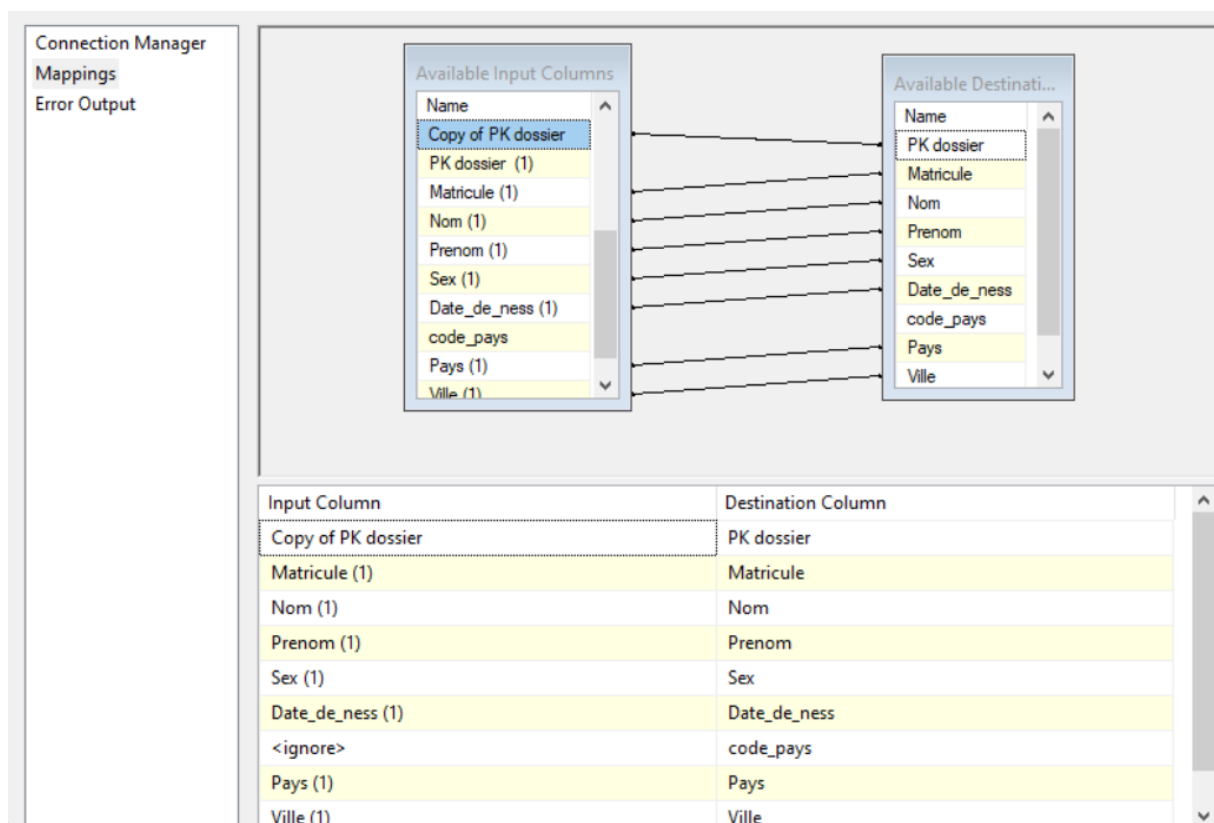 Connection Manager
Mappings
Error Output
Available Input Columns
Name
Copy of PK dossier
PK dossier (1)
Matricule (1)
Nom (1)
Prenom (1)
Sex (1)
Date_de_ness (1)
code_pays
Pays (1)
Ville (1)
Available Destinati...
Name
PK dossier
Matricule
Nom
Prenom
Sex
Date_de_ness
code_pays
Pays
Ville
Input Column Destination Column
Copy of PK dossier PK dossier
Matricule (1) Matricule
Nom (1) Nom
Prenom (1) Prenom
Sex (1) Sex
Date_de_ness (1) Date_de_ness
<ignore> code_pays
Pays (1) Pays
Ville (1) Ville